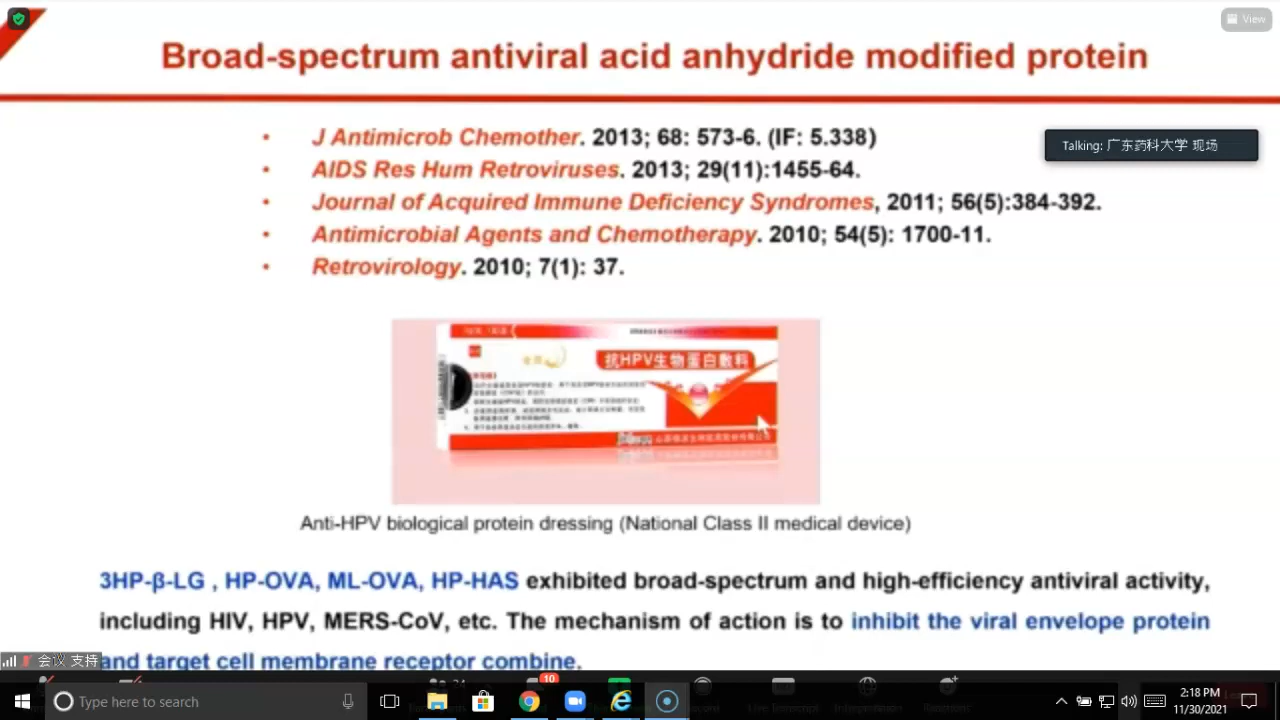 View
Broad-spectrum antiviral acid anhydride modified protein
• J Antimicrob Chemother. 2013; 68: 573-6. (IF: 5.338)
Talking: 广东药科大学 现场
• AIDS Res Hum Retroviruses. 2013; 29(11):1455-64.
• Journal of Acquired Immune Deficiency Syndromes, 2011; 56(5):384-392.
• Antimicrobial Agents and Chemotherapy. 2010; 54(5): 1700-11.
• Retrovirology. 2010; 7(1): 37.
抗HPV生物蛋白敷料
Anti-HPV biological protein dressing (National Class II medical device)
3HP-β-LG , HP-OVA, ML-OVA, HP-HAS exhibited broad-spectrum and high-efficiency antiviral activity,
including HIV, HPV, MERS-CoV, etc. The mechanism of action is to inhibit the viral envelope protein
and target cell membrane receptor combine.
会议 支持
10
Type here to search
2:18 PM
11/30/2021